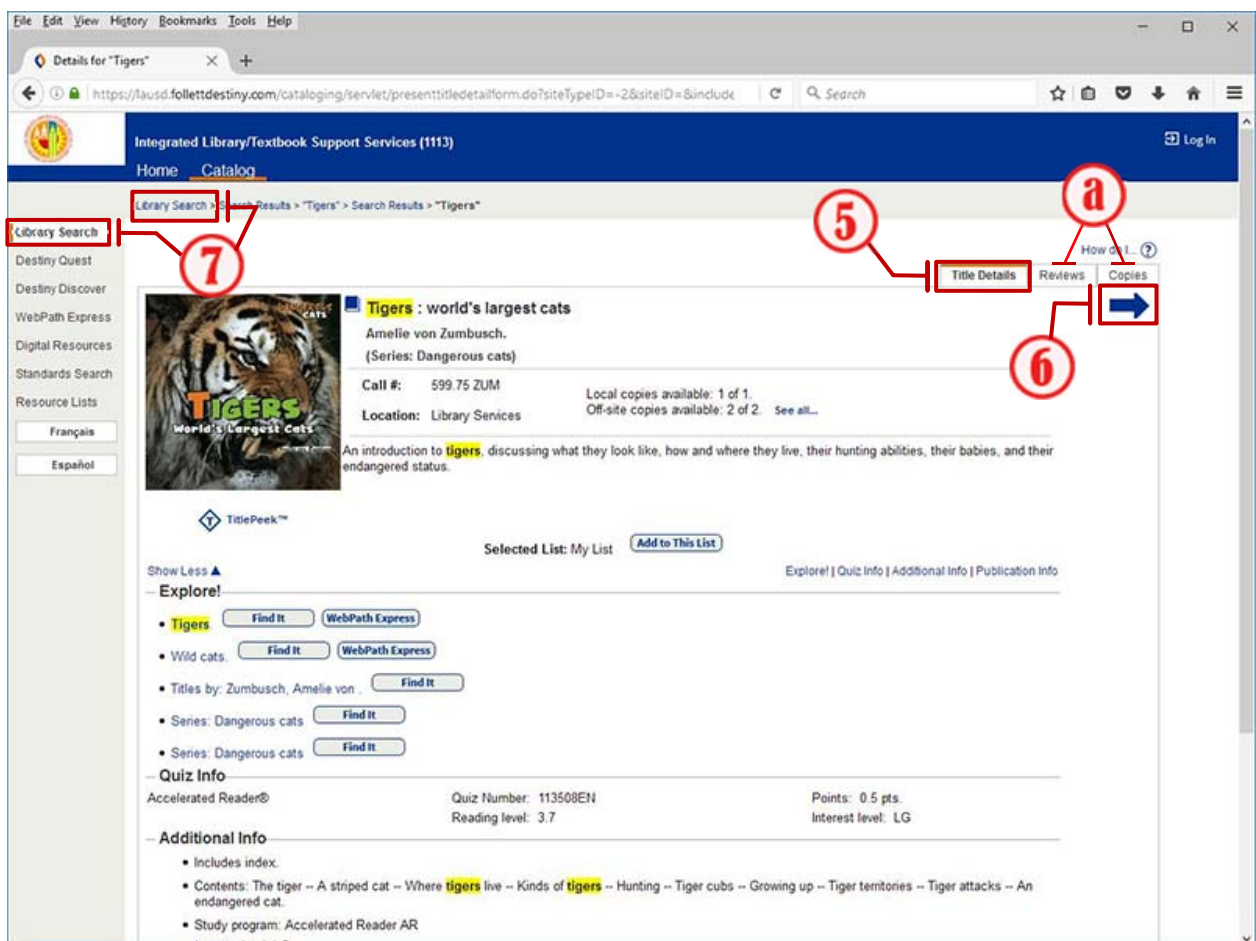 File Edit View History Bookmarks Tools Help
Details for "Tigers"
https://lausd.follettdestiny.com/cataloging/servlet/presenttitledetailform.do?siteTypeID=-2&siteID=&include
Search
Integrated Library/Textbook Support Services (1113)
Log In
Home Catalog
Library Search > Search Results > "Tigers" > Search Results > "Tigers"
Library Search
Destiny Quest
Destiny Discover
WebPath Express
Digital Resources
Standards Search
Resource Lists
Français
Español
7
5
a
6
How do I... ?
Title Details Reviews Copies
CATS
TIGERS
World's Largest Cats
Tigers : world's largest cats
Amelie von Zumbusch.
(Series: Dangerous cats)
Call #: 599.75 ZUM
Location: Library Services
Local copies available: 1 of 1.
Off-site copies available: 2 of 2. See all...
An introduction to tigers, discussing what they look like, how and where they live, their hunting abilities, their babies, and their
endangered status.
T TitlePeek™
Selected List: My List Add to This List
Show Less
Explore! | Quiz Info | Additional Info | Publication Info
Explore!
• Tigers. Find It WebPath Express
• Wild cats. Find It WebPath Express
• Titles by: Zumbusch, Amelie von . Find It
• Series: Dangerous cats Find It
• Series: Dangerous cats Find It
Quiz Info
Accelerated Reader® Quiz Number: 113508EN Points: 0.5 pts.
Reading level: 3.7 Interest level: LG
Additional Info
• Includes index.
• Contents: The tiger -- A striped cat -- Where tigers live -- Kinds of tigers -- Hunting -- Tiger cubs -- Growing up -- Tiger territories -- Tiger attacks -- An
endangered cat.
• Study program: Accelerated Reader AR